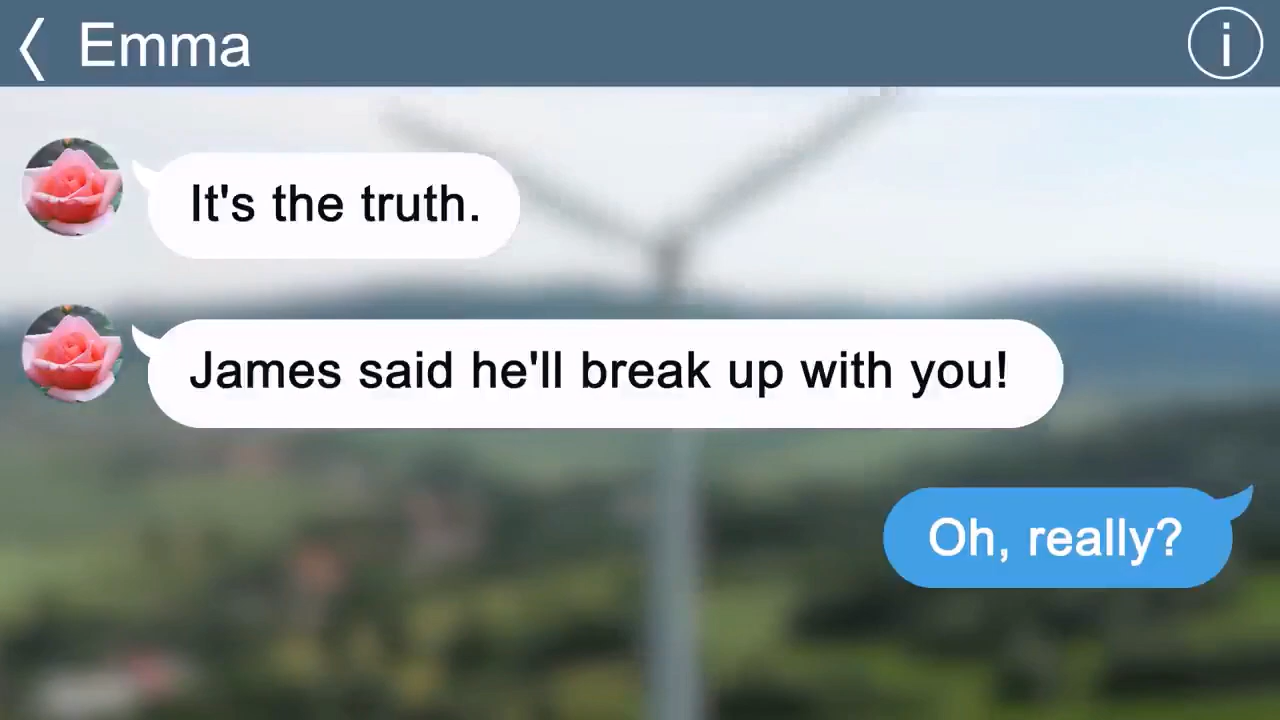 Emma
It's the truth.
James said he'll break up with you!
Oh, really?